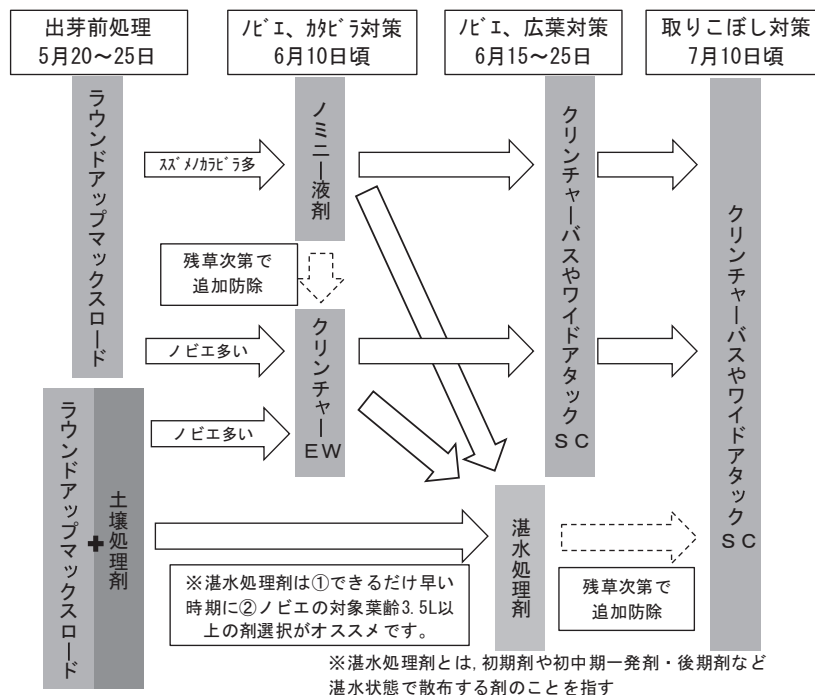 出芽前処理
5月20～25日
ﾉﾋﾞｴ、ｶﾀﾋﾞﾗ対策
6月10日頃
ﾉﾋﾞｴ、広葉対策
6月15～25日
取りこぼし対策
7月10日頃
ラウンドアップマックスロード
ｽｽﾞﾒﾉｶﾗﾋﾞﾗ多
ノミニー液剤
クリンチャーバスやワイドアタックSC
クリンチャーバスやワイドアタックSC
残草次第で
追加防除
ノビエ多い
クリンチャーEW
ノビエ多い
ラウンドアップマックスロード
+
土壌処理剤
湛水処理剤
※湛水処理剤は①できるだけ早い
時期に②ノビエの対象葉齢3.5L以
上の剤選択がオススメです。
残草次第で
追加防除
※湛水処理剤とは,初期剤や初中期一発剤・後期剤など
湛水状態で散布する剤のことを指す